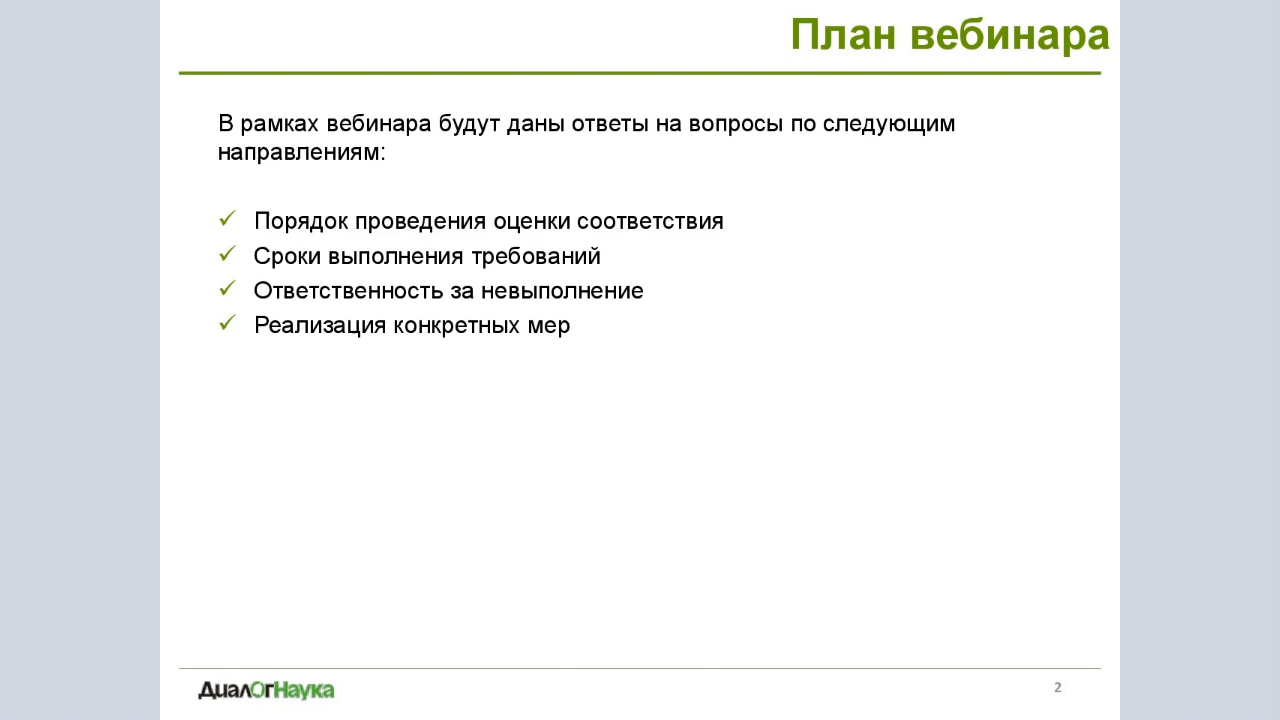 План вебинара
В рамках вебинара будут даны ответы на вопросы по следующим
направлениям:
Порядок проведения оценки соответствия
Сроки выполнения требований
Ответственность за невыполнение
Реализация конкретных мер
ДиалОгНаука
2